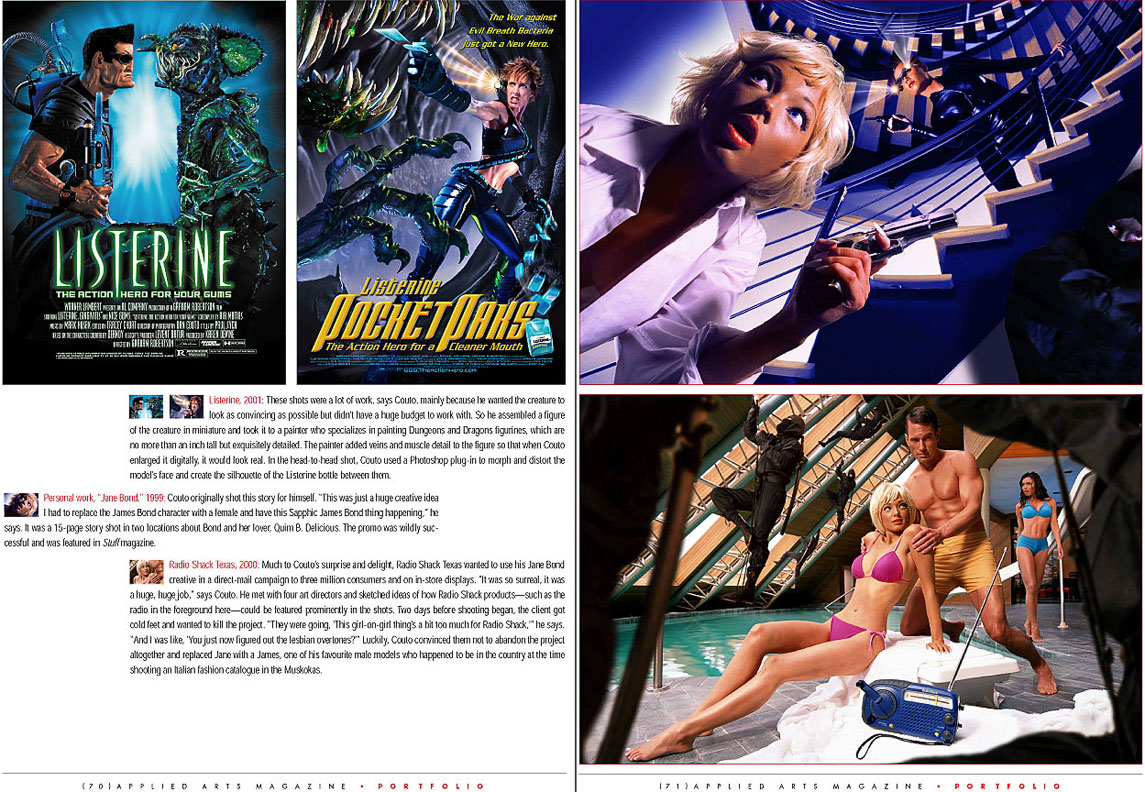 LISTERINE
THE ACTION HERO FOR YOUR GUMS
The War against
Evil Breath Bacteria
just got a New Hero.
Listerine
POCKETPAKS
The Action Hero for a Cleaner Mouth
www.theactionhero.com
Listerine, 2001: These shots were a lot of work, says Couto, mainly because he wanted the creature to
look as convincing as possible but didn't have a huge budget to work with. So he assembled a figure
of the creature in miniature and took it to a painter who specializes in painting Dungeons and Dragons figurines, which are
no more than an inch tall but exquisitely detailed. The painter added veins and muscle detail to the figure so that when Couto
enlarged it digitally, it would look real. In the head-to-head shot, Couto used a Photoshop plug-in to morph and distort the
model's face and create the silhouette of the Listerine bottle between them.
Personal work, "Jane Bond," 1999: Couto originally shot this story for himself. "This was just a huge creative idea
I had to replace the James Bond character with a female and have this Sapphic James Bond thing happening," he
says. It was a 15-page story shot in two locations about Bond and her lover, Quim B. Delicious. The promo was wildly suc-
cessful and was featured in Stuff magazine.
Radio Shack Texas, 2000: Much to Couto's surprise and delight, Radio Shack Texas wanted to use his Jane Bond
creative in a direct-mail campaign to three million consumers and on in-store displays. "It was so surreal, it was
a huge, huge job," says Couto. He met with four art directors and sketched ideas of how Radio Shack products—such as the
radio in the foreground here—could be featured prominently in the shots. Two days before shooting began, the client got
cold feet and wanted to kill the project. "They were going, 'This girl-on-girl thing's a bit too much for Radio Shack,'" he says.
"And I was like, 'You just now figured out the lesbian overtones?'" Luckily, Couto convinced them not to abandon the project
altogether and replaced Jane with a James, one of his favourite male models who happened to be in the country at the time
shooting an Italian fashion catalogue in the Muskokas.
(70)APPLIED ARTS MAGAZINE • PORTFOLIO
(71)APPLIED ARTS MAGAZINE • PORTFOLIO